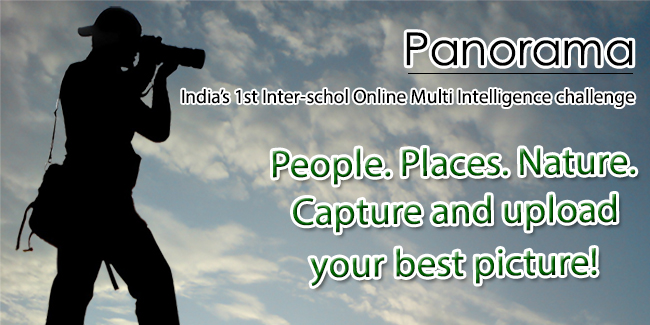 Panorama
India's 1st Inter-schol Online Multi Intelligence challenge
People. Places. Nature.
Capture and upload
your best picture!